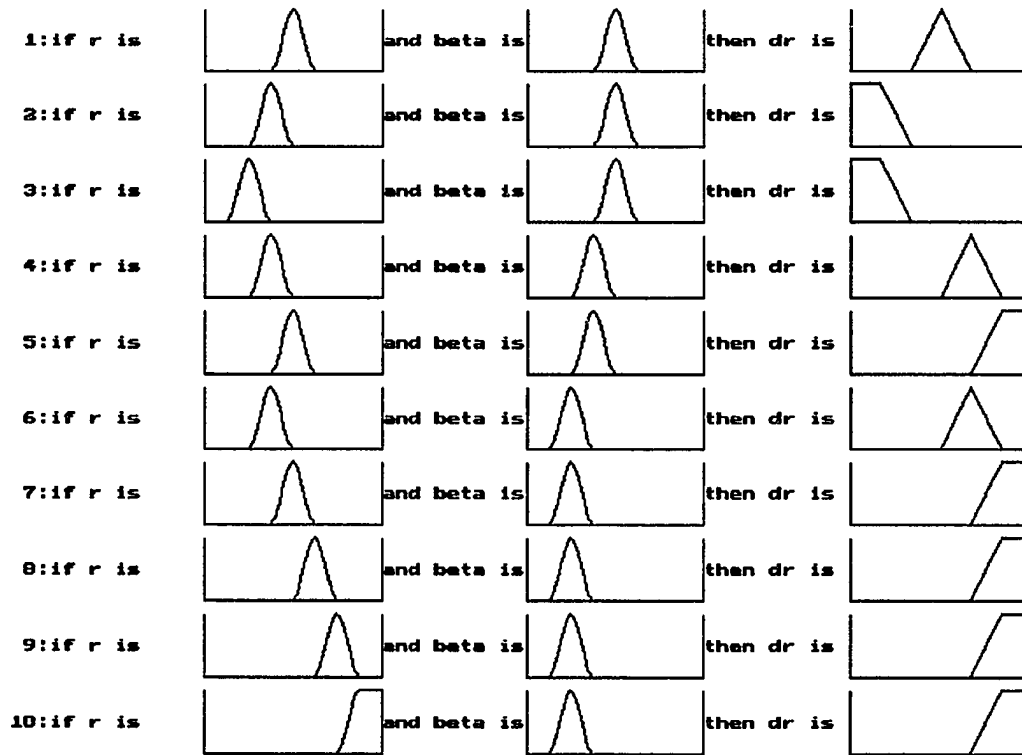 1:if r is and beta is then dr is
2:if r is and beta is then dr is
3:if r is and beta is then dr is
4:if r is and beta is then dr is
5:if r is and beta is then dr is
6:if r is and beta is then dr is
7:if r is and beta is then dr is
8:if r is and beta is then dr is
9:if r is and beta is then dr is
10:if r is and beta is then dr is